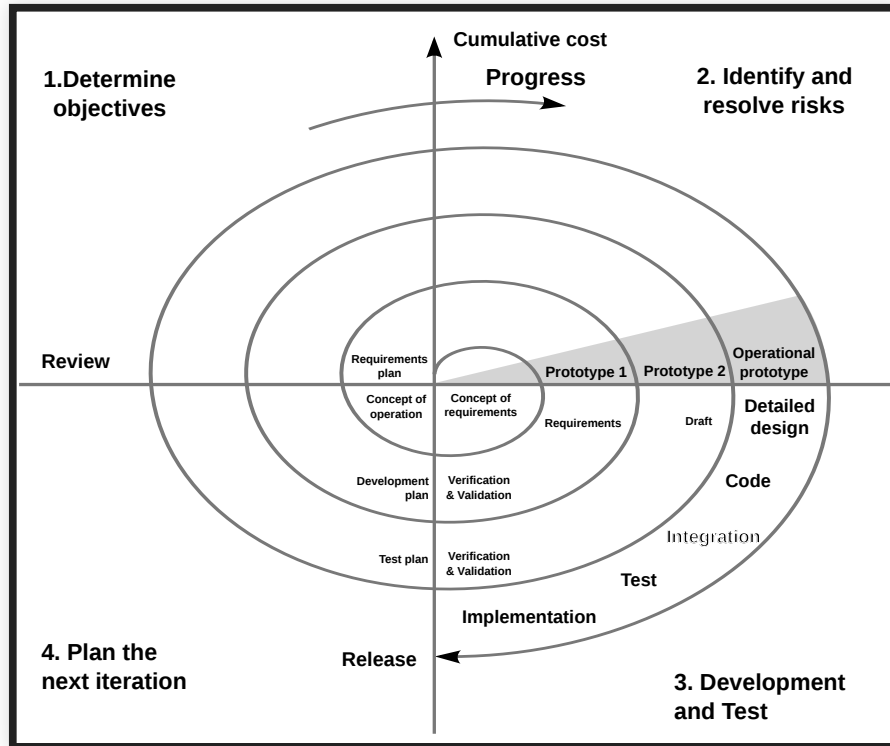 Cumulative cost
1.Determine
objectives
Progress
2. Identify and
resolve risks
Review
Requirements
plan
Prototype 1
Prototype 2
Operational
prototype
Concept of
operation
Concept of
requirements
Requirements
Draft
Detailed
design
Development
plan
Verification
& Validation
Code
Integration
Test plan
Verification
& Validation
Test
Implementation
4. Plan the
next iteration
Release
3. Development
and Test